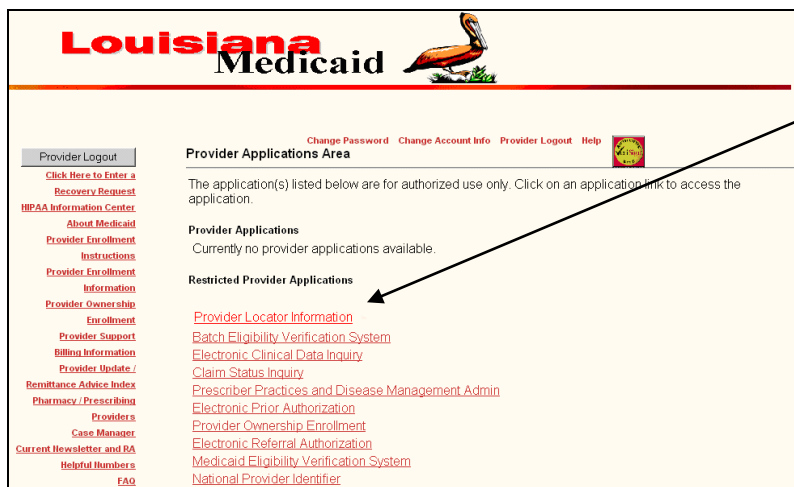 Louisiana
Medicaid
Change Password Change Account Info Provider Logout Help
Provider Logout
Click Here to Enter a
Recovery Request
HIPAA Information Center
About Medicaid
Provider Enrollment
Instructions
Provider Enrollment
Information
Provider Ownership
Enrollment
Provider Support
Billing Information
Provider Update /
Remittance Advice Index
Pharmacy / Prescribing
Providers
Case Manager
Current Newsletter and RA
Helpful Numbers
FAQ
Provider Applications Area
The application(s) listed below are for authorized use only. Click on an application link to access the
application.
Provider Applications
Currently no provider applications available.
Restricted Provider Applications
Provider Locator Information
Batch Eligibility Verification System
Electronic Clinical Data Inquiry
Claim Status Inquiry
Prescriber Practices and Disease Management Admin
Electronic Prior Authorization
Provider Ownership Enrollment
Electronic Referral Authorization
Medicaid Eligibility Verification System
National Provider Identifier